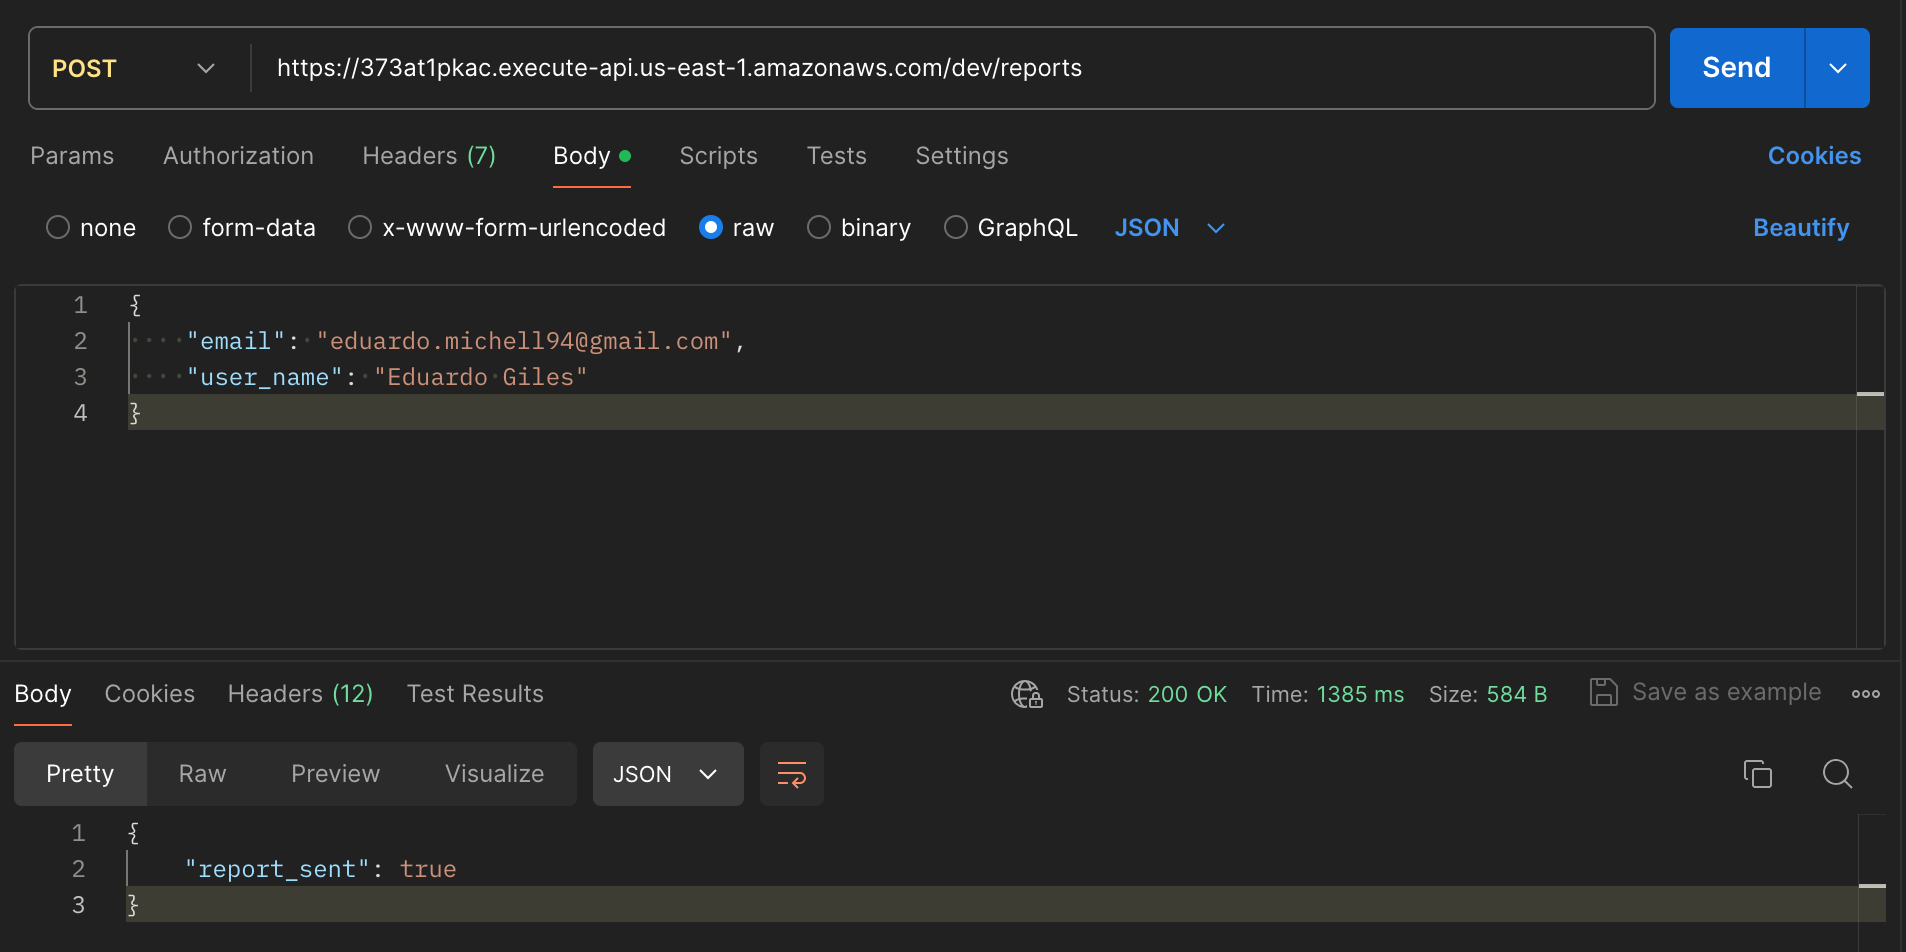 POST https://373at1pkac.execute-api.us-east-1.amazonaws.com/dev/reports Send
Params Authorization Headers (7) Body Scripts Tests Settings Cookies
none form-data x-www-form-urlencoded raw binary GraphQL JSON Beautify
1 {
2 "email": "eduardo.michell94@gmail.com",
3 "user_name": "Eduardo Giles"
4 }
Body Cookies Headers (12) Test Results Status: 200 OK Time: 1385 ms Size: 584 B Save as example
Pretty Raw Preview Visualize JSON
1 {
2 "report_sent": true
3 }